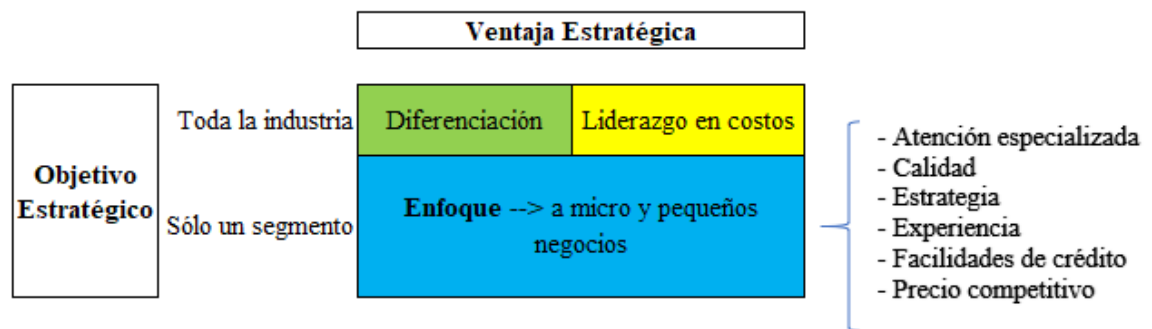 Ventaja Estratégica
Toda la industria
Diferenciación
Liderazgo en costos
Objetivo
Estratégico
Sólo un segmento
Enfoque --> a micro y pequeños
negocios
- Atención especializada
- Calidad
- Estrategia
- Experiencia
- Facilidades de crédito
- Precio competitivo